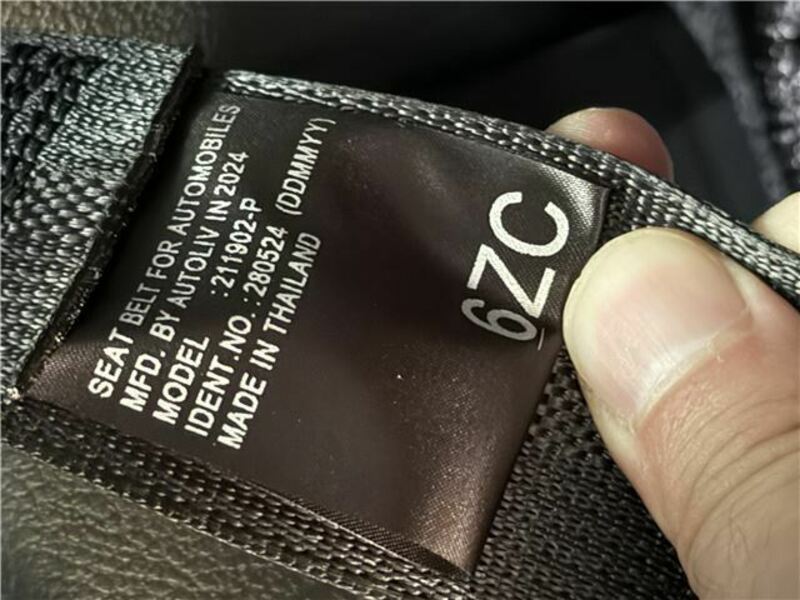 SEAT BELT FOR AUTOMOBILES
MFD. BY AUTOLIV IN 2024
MODEL :211902-P
IDENT.NO.:280524 (DDMMYY)
MADE IN THAILAND
6ZC